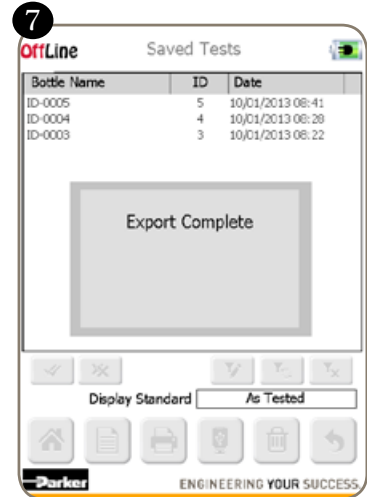 7
OffLine Saved Tests
Bottle Name ID Date
ID-0005 5 10/01/2013 08:41
ID-0004 4 10/01/2013 08:28
ID-0003 3 10/01/2013 08:22
Export Complete
Display Standard As Tested
Parker ENGINEERING YOUR SUCCESS.